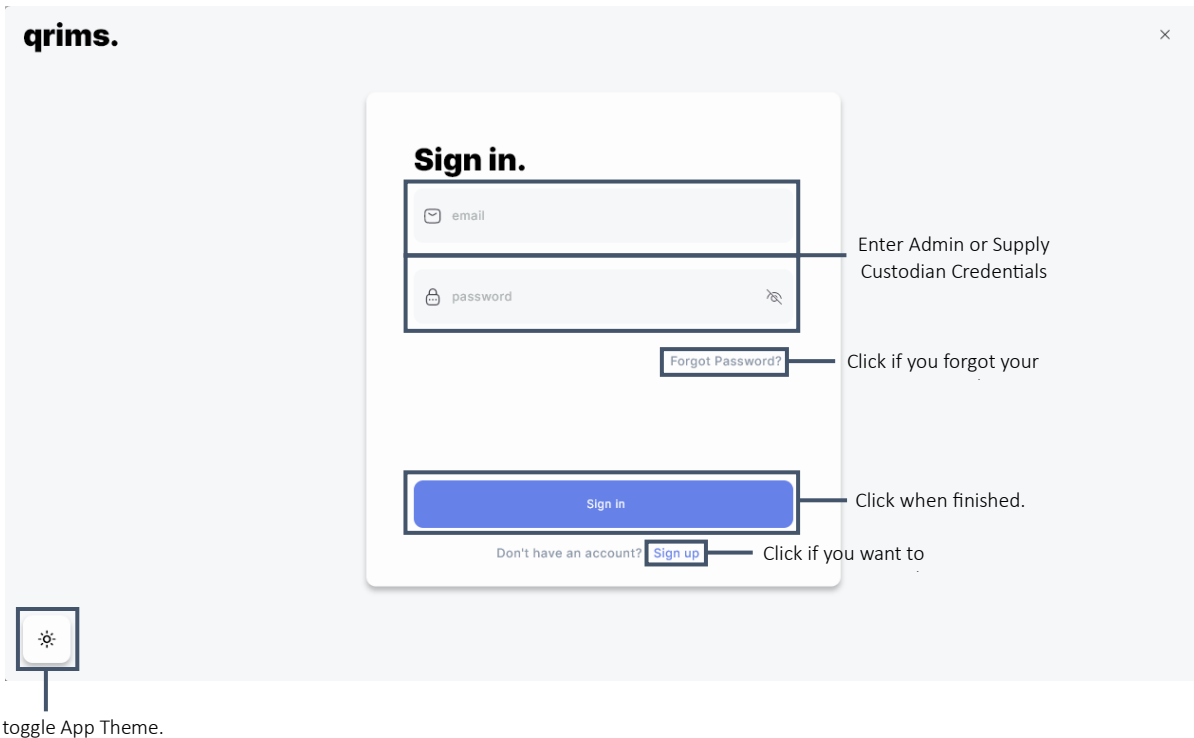 qrims.
Sign in.
email
Enter Admin or Supply
Custodian Credentials
password
Forgot Password?
Click if you forgot your
Sign in
Click when finished.
Don't have an account? Sign up
Click if you want to
toggle App Theme.